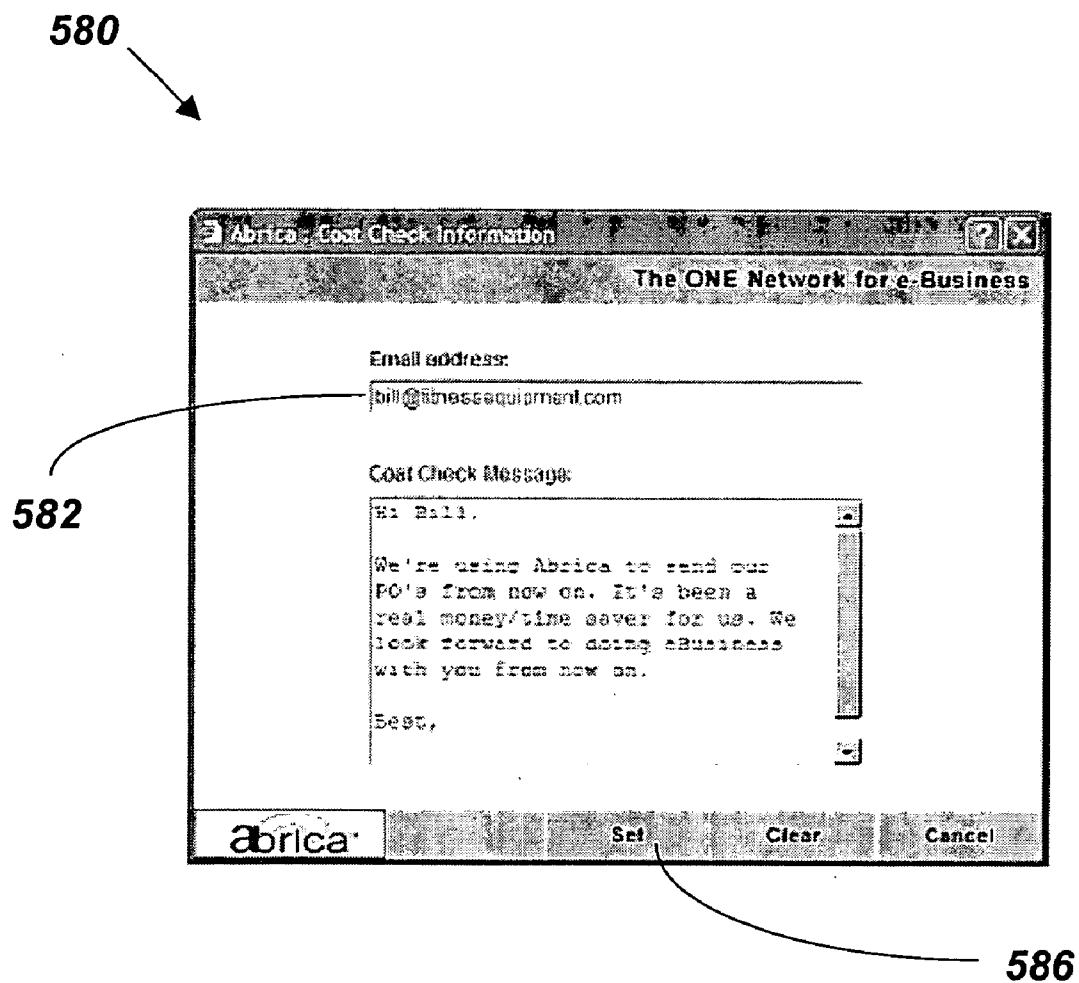 580
Abrica : Coat Check Information
? X
The ONE Network for e-Business
Email address:
bill@fitnessequipment.com
582
Coat Check Message:
Hi Bill,
We're using Abrica to send our
PO's from now on. It's been a
real money/time saver for us. We
look forward to doing eBusiness
with you from now on.
Best,
abrica
Set
Clear
Cancel
586